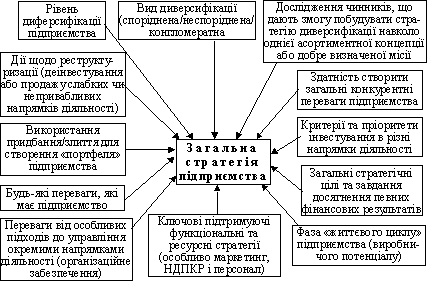 Рівень
диферсифікації
підприємства
Вид диверсифікації
(споріднена/неспоріднена/
конгломератна
Дослідження чинників, що
дають змогу побудувати стра-
тегію диверсифікації навколо
однієї асортиментної концепції
або добре визначеної місії
Дії щодо реструкту-
ризації (деінвестування
або продаж услабких чи
непривабливих
напрямків діяльності)
Здатність створити
загальні конкурентні
переваги підприємства
Використання
придбання/злиття для
створення «портфеля»
підприємства
Загальна
стратегія
підприємства
Критерії та пріоритети
інвестування в різні
напрямки діяльності
Будь-які переваги, які
має підприємство
Загальні стратегічні
цілі та завдання
досягнення певних
фінансових результатів
Переваги від особливих
підходів до управління
окремими напрямками
діяльності (організаційне
забезпечення)
Ключові підтримуючі
функціональні та
ресурсні стратегії
(особливо маркетинг,
НДПКР і персонал)
Фаза «життєвого циклу»
підприємства (виробни-
чого потенціалу)